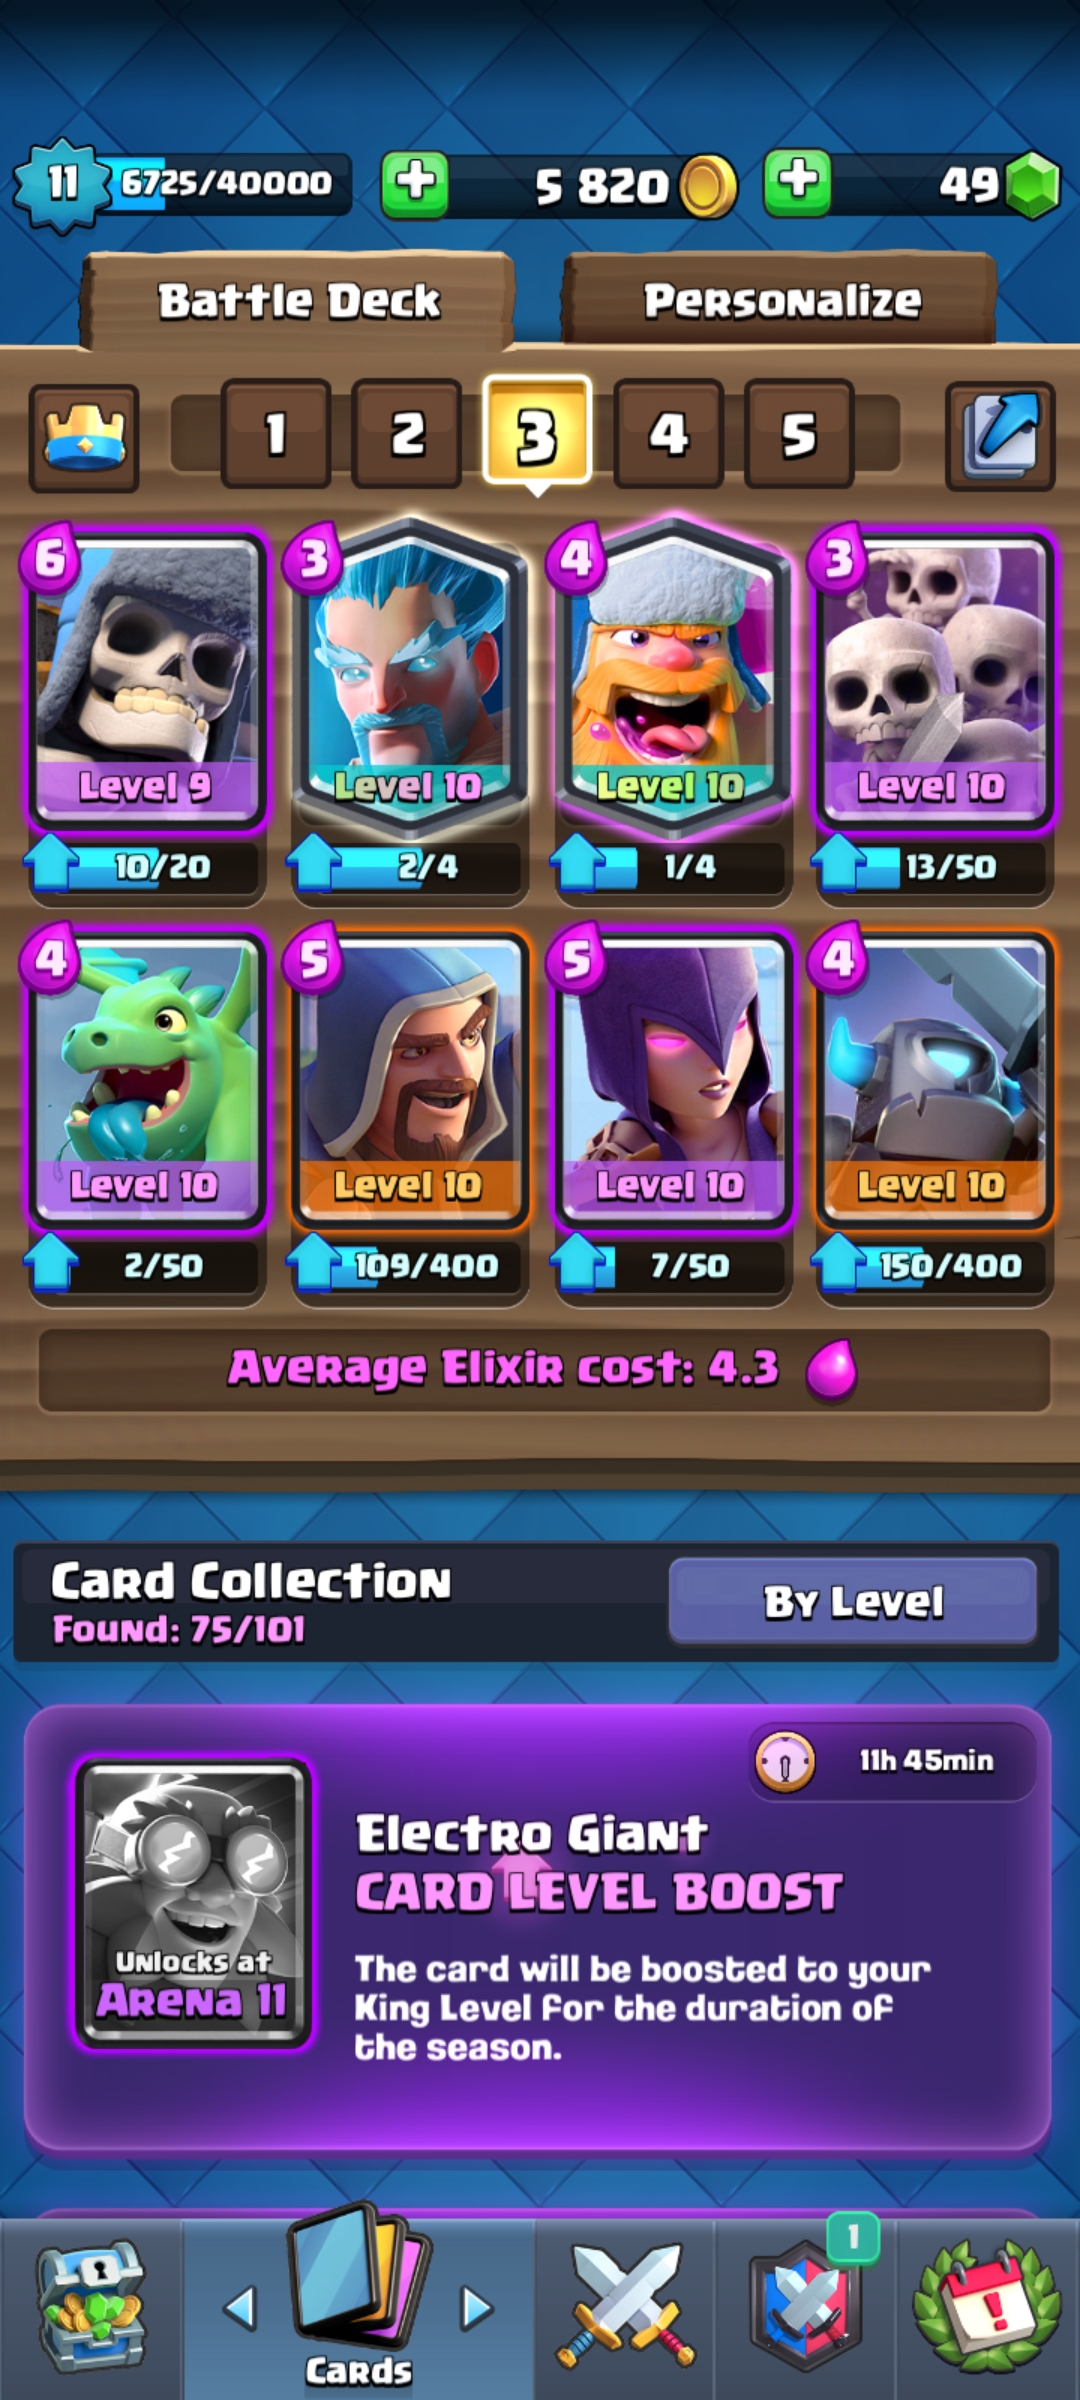 11 6725/40000 5 820 49
Battle Deck Personalize
1 2 3 4 5
6 3 4 3
Level 9 Level 10 Level 10 Level 10
10/20 2/4 1/4 13/50
4 5 5 4
Level 10 Level 10 Level 10 Level 10
2/50 109/400 7/50 150/400
Average Elixir cost: 4.3
Card Collection
Found: 75/101
By Level
11h 45min
Electro Giant
CARD LEVEL BOOST
Unlocks at
Arena 11
The card will be boosted to your
King Level for the duration of
the season.
1
Cards